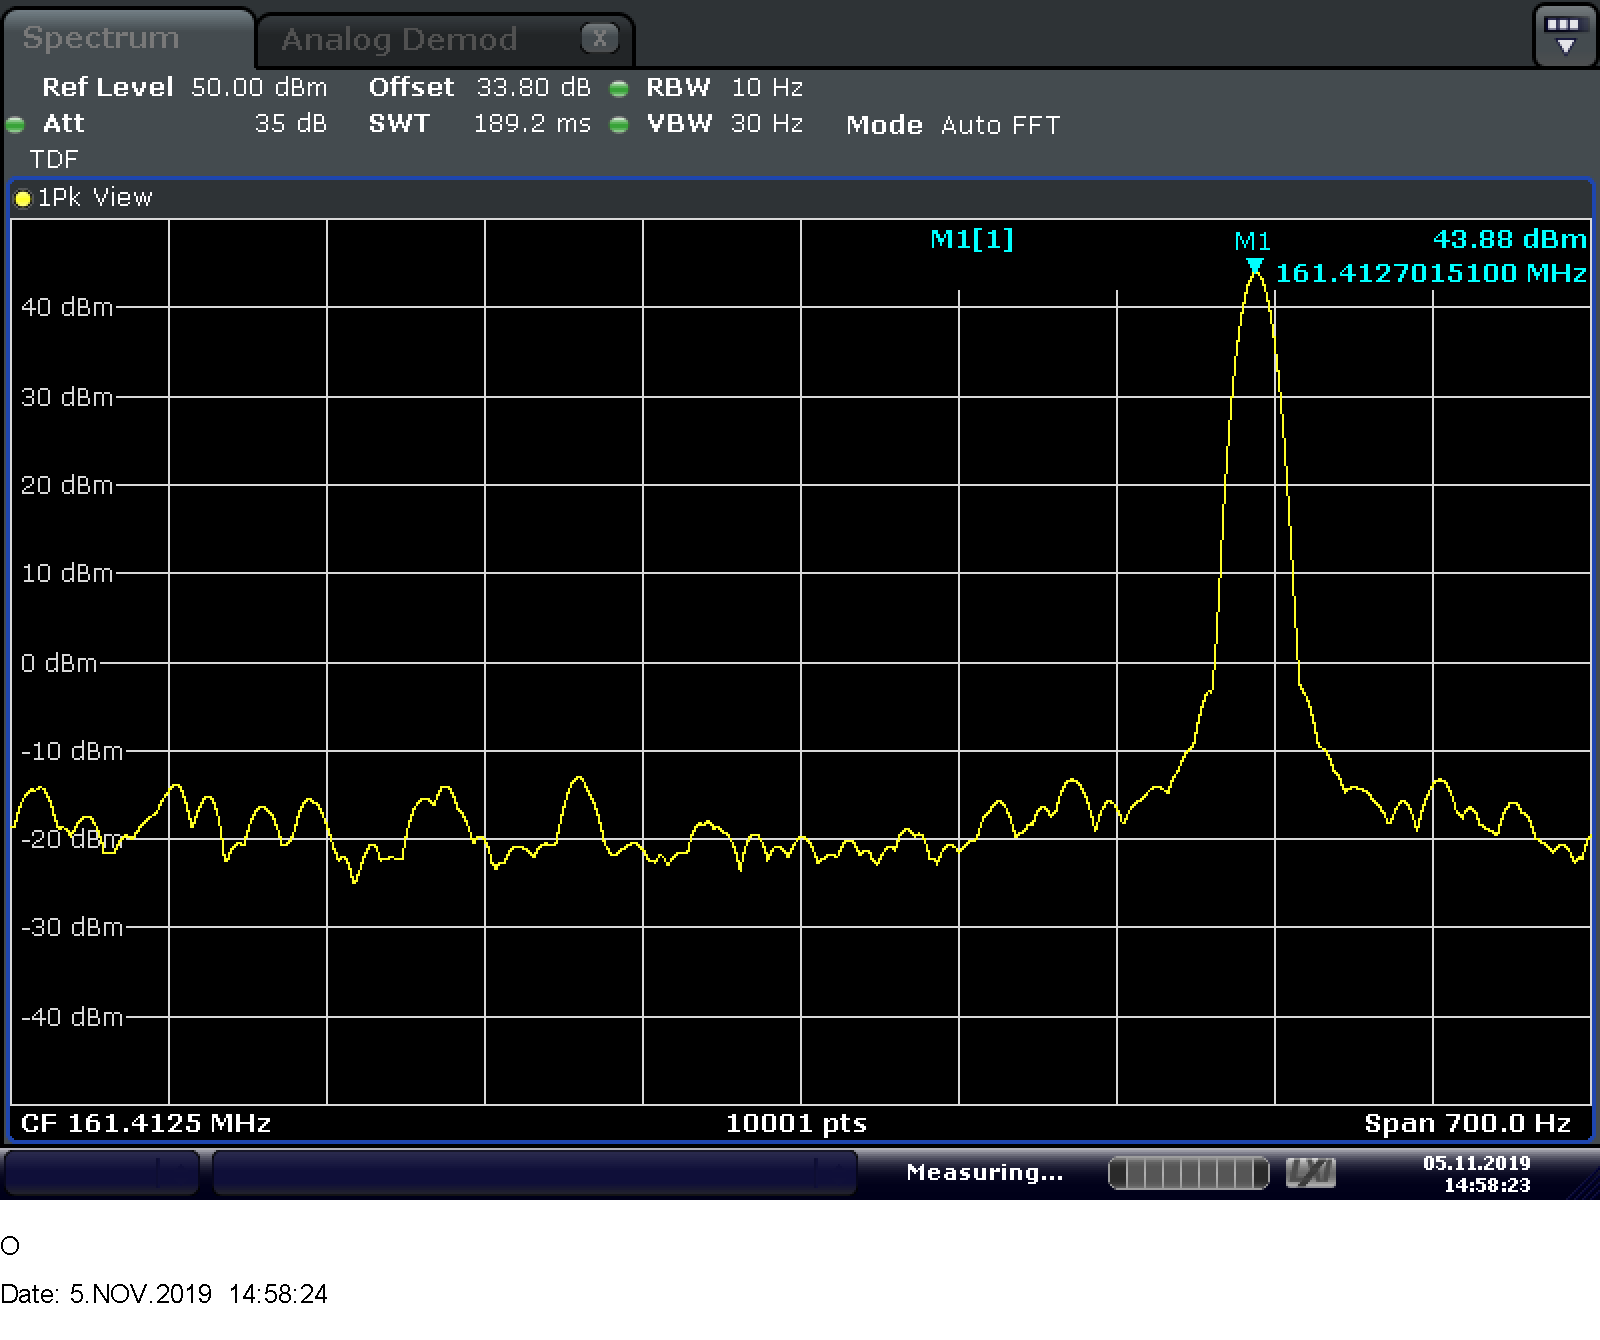 Spectrum
Analog Demod X
Ref Level 50.00 dBm Offset 33.80 dB RBW 10 Hz
Att 35 dB SWT 189.2 ms VBW 30 Hz Mode Auto FFT
TDF
1Pk View
M1[1] M1 43.88 dBm
161.4127015100 MHz
40 dBm
30 dBm
20 dBm
10 dBm
0 dBm
-10 dBm
-20 dBm
-30 dBm
-40 dBm
CF 161.4125 MHz 10001 pts Span 700.0 Hz
Measuring... LXI 05.11.2019
14:58:23
O
Date: 5.NOV.2019 14:58:24